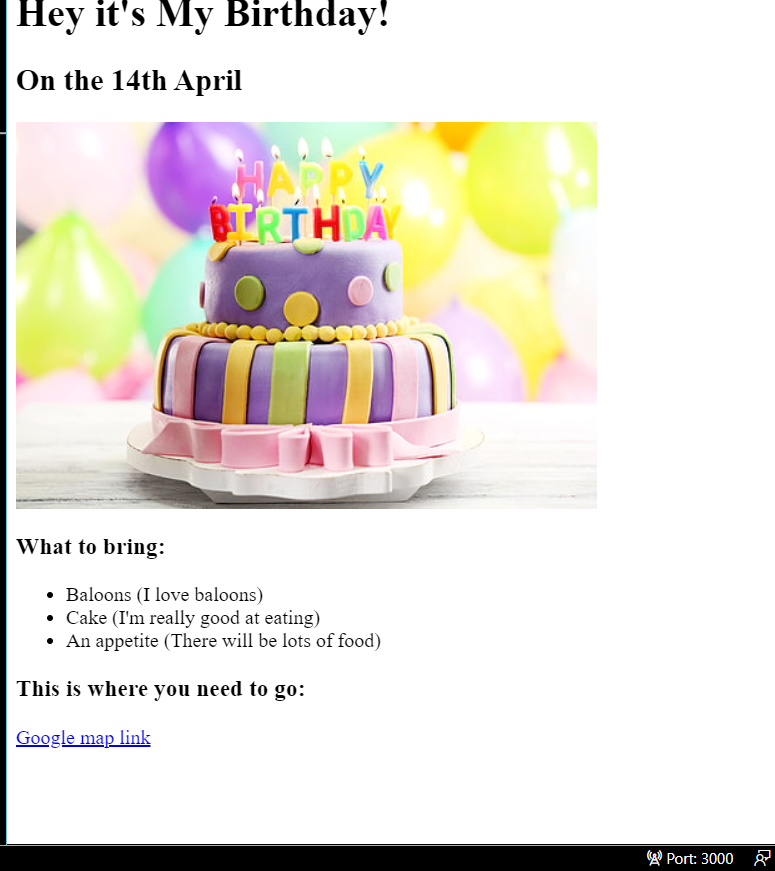 Hey it's My Birthday!
On the 14th April
HAPPY
BIRTHDAY
What to bring:
Baloons (I love baloons)
Cake (I'm really good at eating)
An appetite (There will be lots of food)
This is where you need to go:
Google map link
Port: 3000